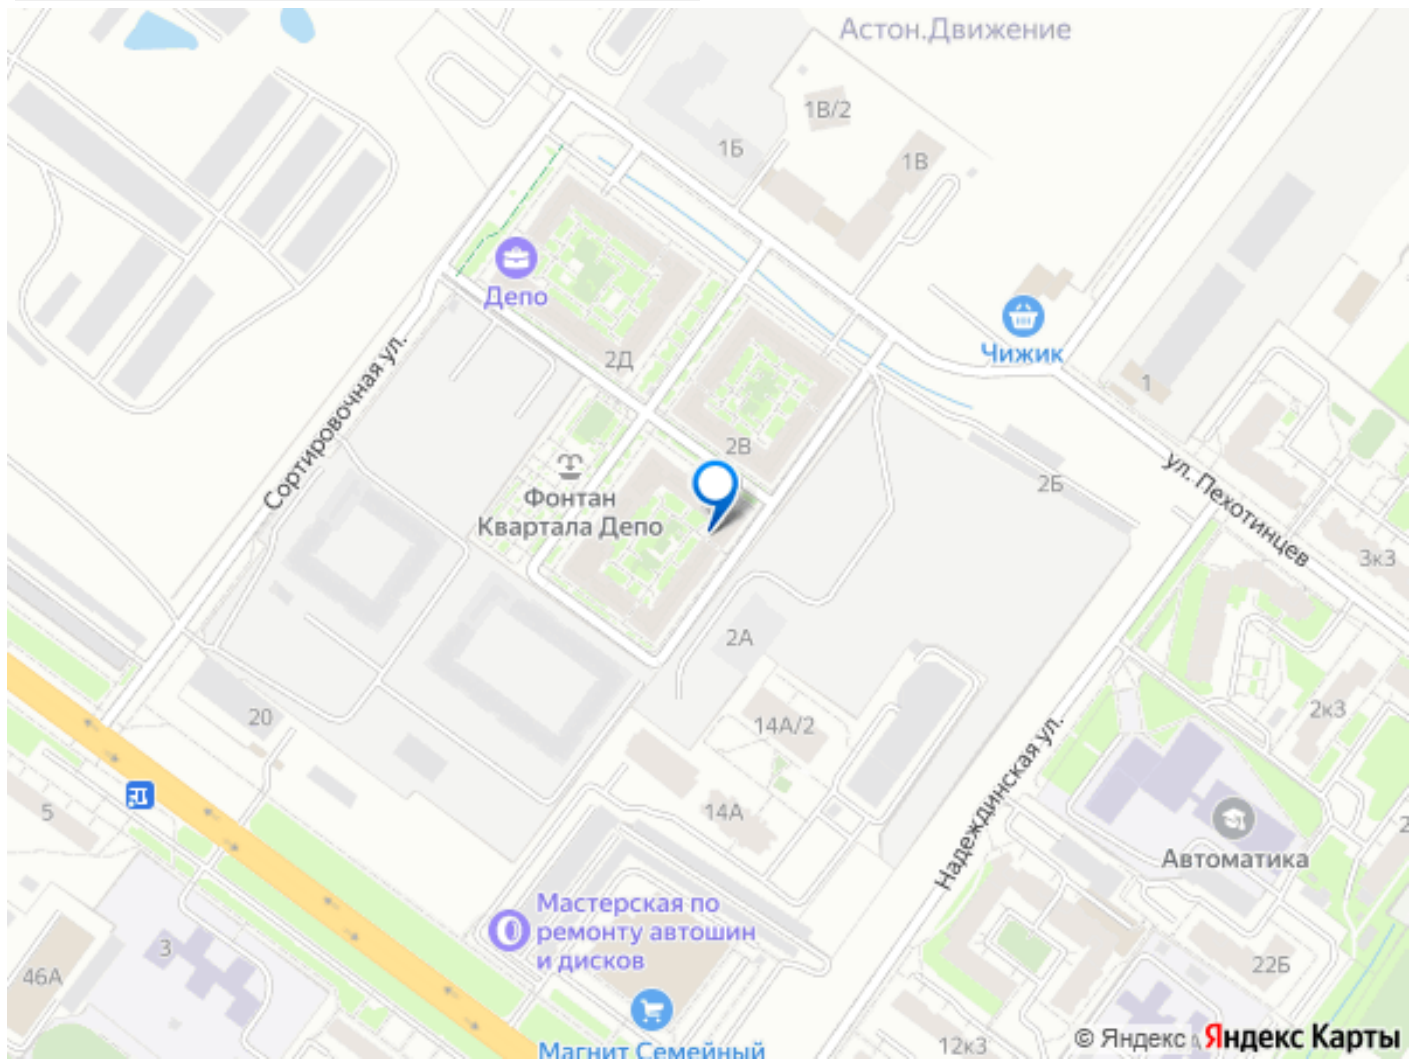 Астон.Движение
1В/2
1Б
1В
Депо
Чижик
2Д
1
Сортировочная ул.
2В
ул. Пехотинцев
2Б
Фонтан
Квартала Депо
3к3
2А
2к3
20
14А/2
Надеждинская ул.
5
14А
Автоматика
Мастерская по
ремонту автошин
и дисков
3
46А
22Б
12к3
Магнит Семейный
© Яндекс
Яндекс Карты